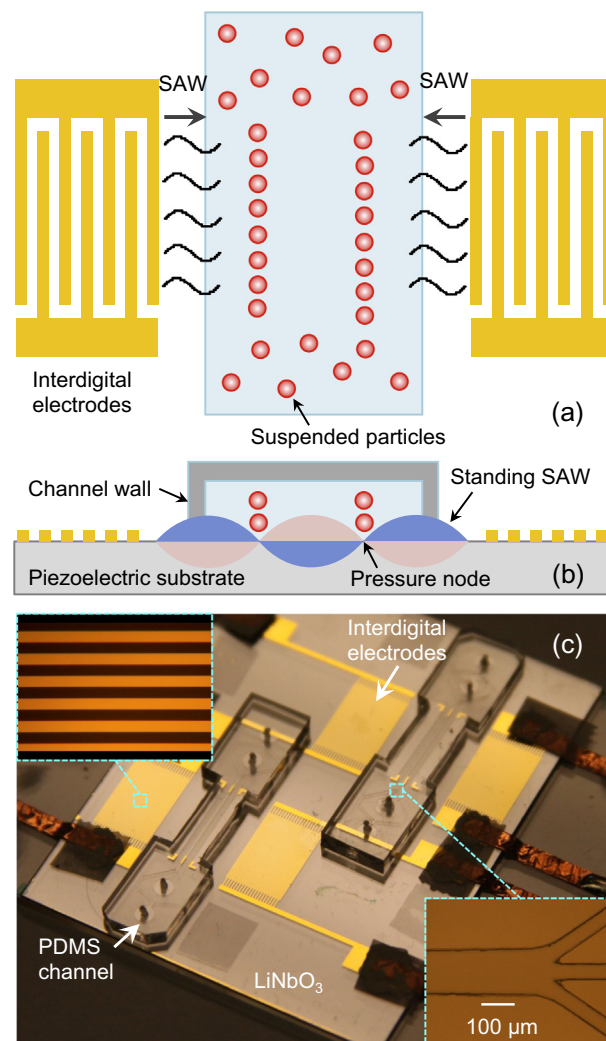 SAW
SAW
Interdigital
electrodes
Suspended particles
(a)
Channel wall
Standing SAW
Piezoelectric substrate
Pressure node
(b)
Interdigital
electrodes
(c)
PDMS
channel
LiNbO₃
100 µm